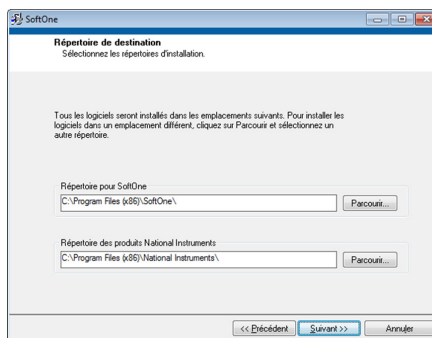 SoftOne
Répertoire de destination
Sélectionnez les répertoires d'installation.
Tous les logiciels seront installés dans les emplacements suivants. Pour installer les
logiciels dans un emplacement différent, cliquez sur Parcourir et sélectionnez un
autre répertoire.
Répertoire pour SoftOne
C:\Program Files (x86)\SoftOne\
Parcourir...
Répertoire des produits National Instruments
C:\Program Files (x86)\National Instruments\
Parcourir...
<< Précédent
Suivant >>
Annuler